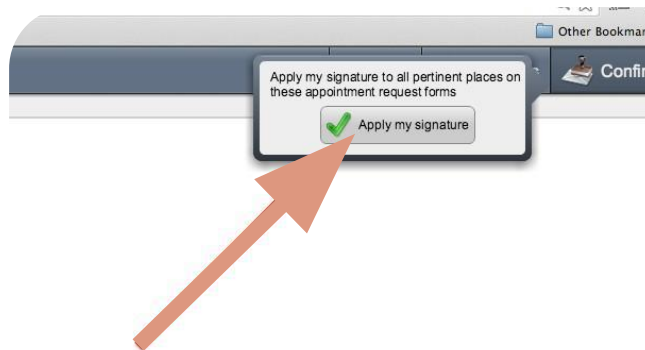 Other Bookmar
Apply my signature to all pertinent places on
these appointment request forms
Apply my signature
Confir